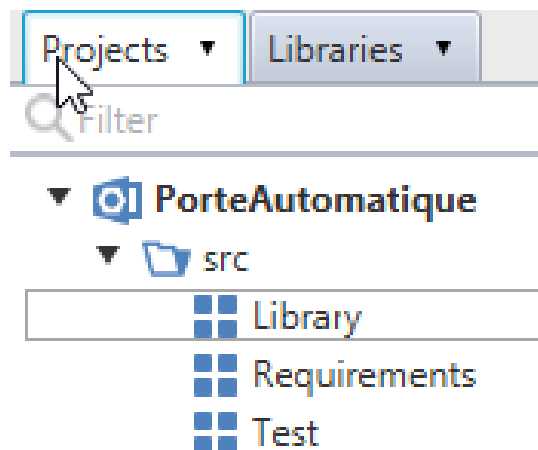 Projects Libraries
Filter
PorteAutomatique
src
Library
Requirements
Test